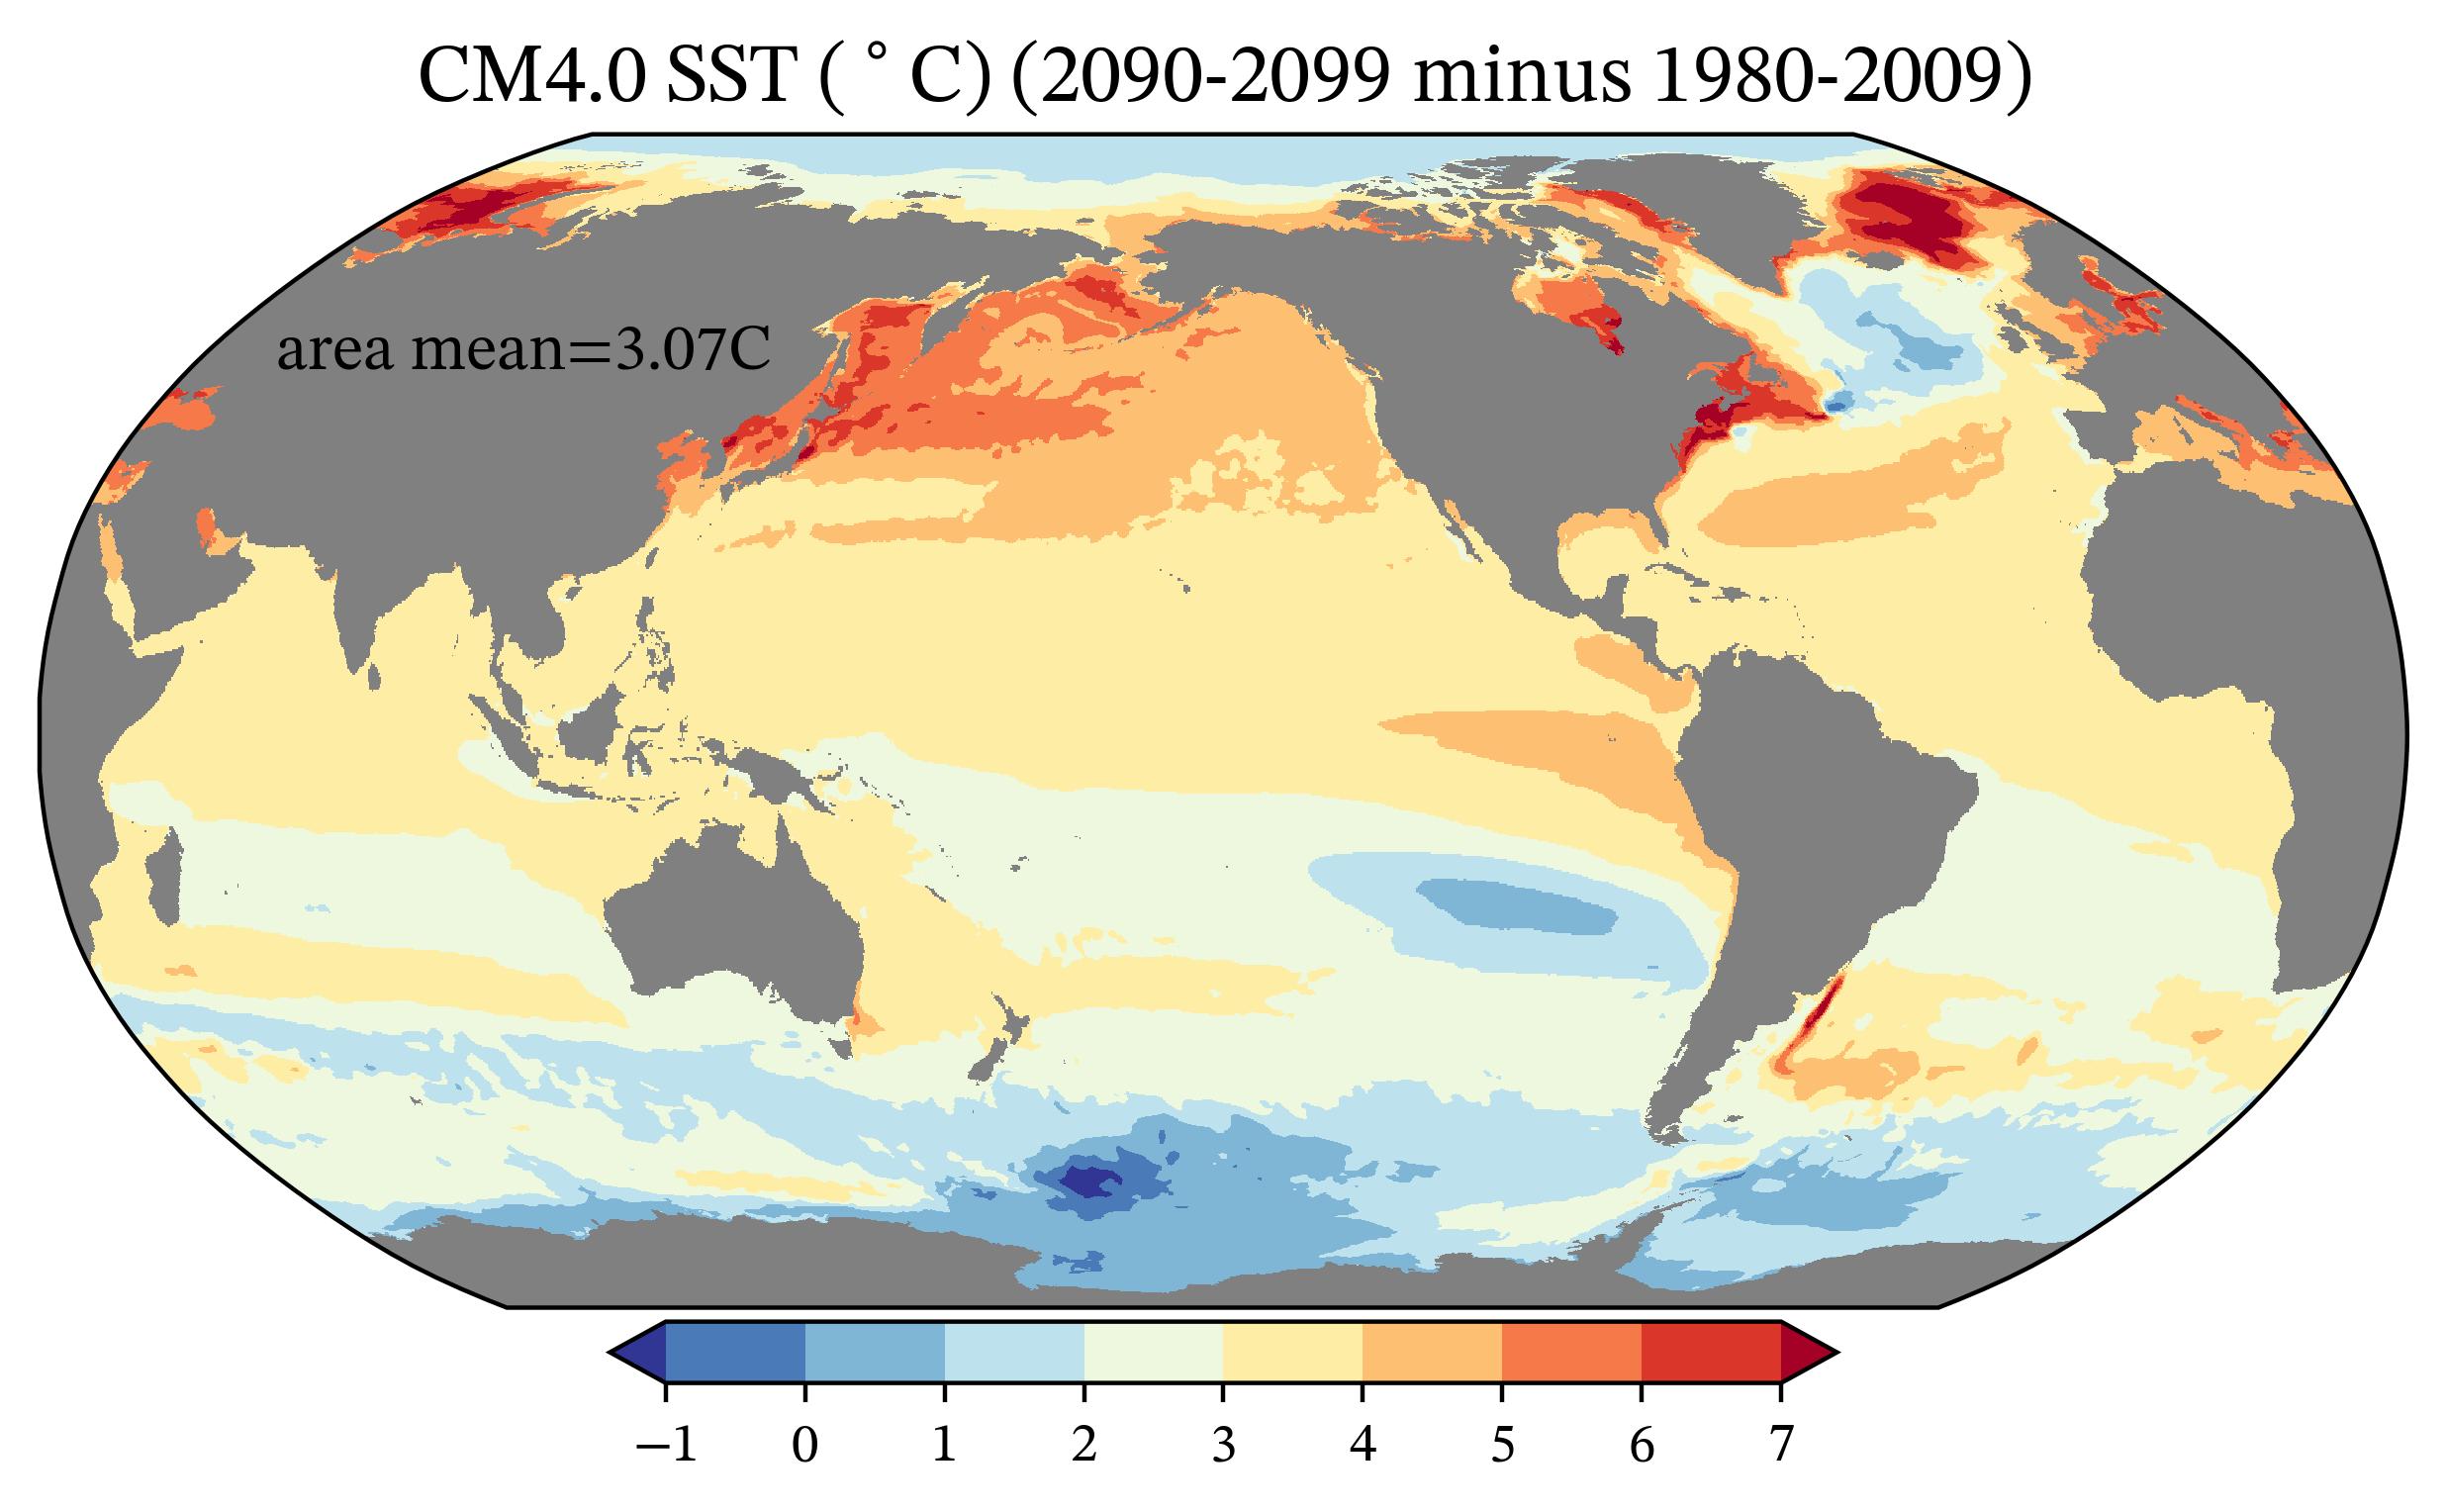 CM4.0 SST (°C) (2090-2099 minus 1980-2009)
area mean=3.07C
−1 0 1 2 3 4 5 6 7